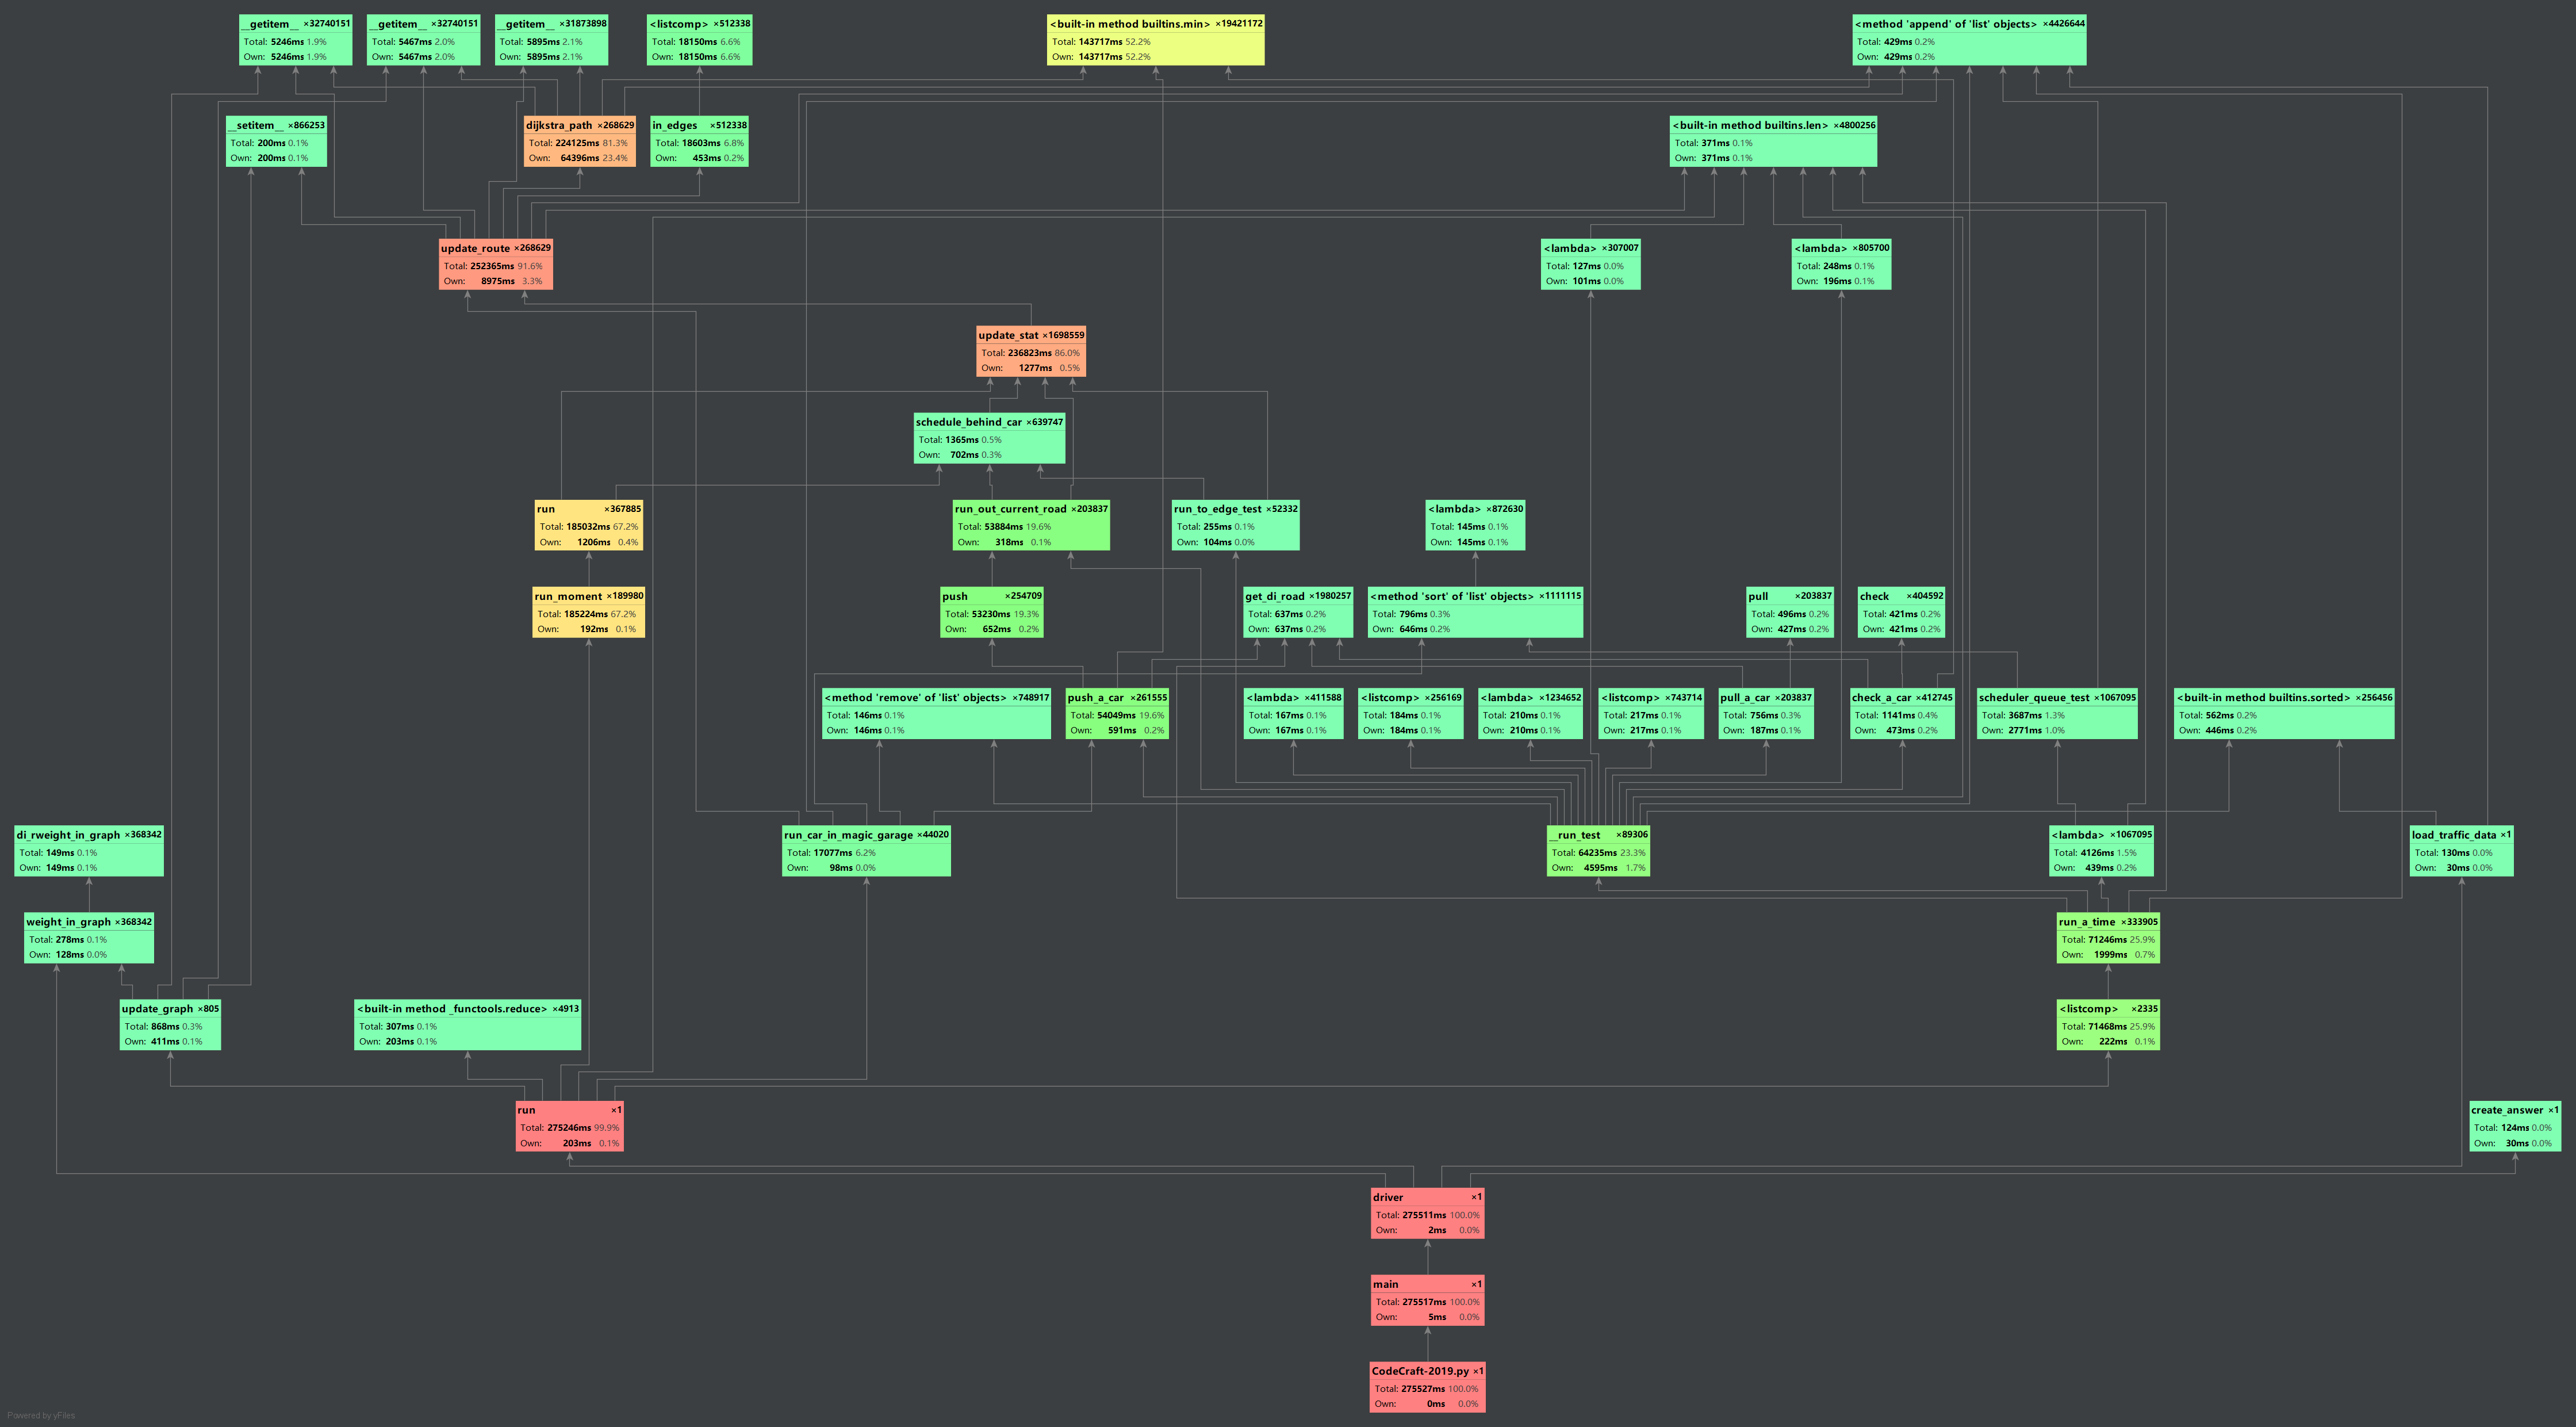 __getitem__ ×32740151
Total: 5246ms 1.9%
Own: 5246ms 1.9%
__getitem__ ×32740151
Total: 5467ms 2.0%
Own: 5467ms 2.0%
__getitem__ ×31873898
Total: 5895ms 2.1%
Own: 5895ms 2.1%
<listcomp> ×512338
Total: 18150ms 6.6%
Own: 18150ms 6.6%
<built-in method builtins.min> ×19421172
Total: 143717ms 52.2%
Own: 143717ms 52.2%
<method 'append' of 'list' objects> ×4426644
Total: 429ms 0.2%
Own: 429ms 0.2%
__setitem__ ×866253
Total: 200ms 0.1%
Own: 200ms 0.1%
dijkstra_path ×268629
Total: 224125ms 81.3%
Own: 64396ms 23.4%
in_edges ×512338
Total: 18603ms 6.8%
Own: 453ms 0.2%
<built-in method builtins.len> ×4800256
Total: 371ms 0.1%
Own: 371ms 0.1%
update_route ×268629
Total: 252365ms 91.6%
Own: 8975ms 3.3%
<lambda> ×307007
Total: 127ms 0.0%
Own: 101ms 0.0%
<lambda> ×805700
Total: 248ms 0.1%
Own: 196ms 0.1%
update_stat ×1698559
Total: 236823ms 86.0%
Own: 1277ms 0.5%
schedule_behind_car ×639747
Total: 1365ms 0.5%
Own: 702ms 0.3%
run ×367885
Total: 185032ms 67.2%
Own: 1206ms 0.4%
run_out_current_road ×203837
Total: 53884ms 19.6%
Own: 318ms 0.1%
run_to_edge_test ×52332
Total: 255ms 0.1%
Own: 104ms 0.0%
<lambda> ×872630
Total: 145ms 0.1%
Own: 145ms 0.1%
run_moment ×189980
Total: 185224ms 67.2%
Own: 192ms 0.1%
push ×254709
Total: 53230ms 19.3%
Own: 652ms 0.2%
get_di_road ×1980257
Total: 637ms 0.2%
Own: 637ms 0.2%
<method 'sort' of 'list' objects> ×1111115
Total: 796ms 0.3%
Own: 646ms 0.2%
pull ×203837
Total: 496ms 0.2%
Own: 427ms 0.2%
check ×404592
Total: 421ms 0.2%
Own: 421ms 0.2%
<method 'remove' of 'list' objects> ×748917
Total: 146ms 0.1%
Own: 146ms 0.1%
push_a_car ×261555
Total: 54049ms 19.6%
Own: 591ms 0.2%
<lambda> ×411588
Total: 167ms 0.1%
Own: 167ms 0.1%
<listcomp> ×256169
Total: 184ms 0.1%
Own: 184ms 0.1%
<lambda> ×1234652
Total: 210ms 0.1%
Own: 210ms 0.1%
<listcomp> ×743714
Total: 217ms 0.1%
Own: 217ms 0.1%
pull_a_car ×203837
Total: 756ms 0.3%
Own: 187ms 0.1%
check_a_car ×412745
Total: 1141ms 0.4%
Own: 473ms 0.2%
scheduler_queue_test ×1067095
Total: 3687ms 1.3%
Own: 2771ms 1.0%
<built-in method builtins.sorted> ×256456
Total: 562ms 0.2%
Own: 446ms 0.2%
di_rweight_in_graph ×368342
Total: 149ms 0.1%
Own: 149ms 0.1%
run_car_in_magic_garage ×44020
Total: 17077ms 6.2%
Own: 98ms 0.0%
__run_test ×89306
Total: 64235ms 23.3%
Own: 4595ms 1.7%
<lambda> ×1067095
Total: 4126ms 1.5%
Own: 439ms 0.2%
load_traffic_data ×1
Total: 130ms 0.0%
Own: 30ms 0.0%
weight_in_graph ×368342
Total: 278ms 0.1%
Own: 128ms 0.0%
run_a_time ×333905
Total: 71246ms 25.9%
Own: 1999ms 0.7%
update_graph ×805
Total: 868ms 0.3%
Own: 411ms 0.1%
<built-in method _functools.reduce> ×4913
Total: 307ms 0.1%
Own: 203ms 0.1%
<listcomp> ×2335
Total: 71468ms 25.9%
Own: 222ms 0.1%
run ×1
Total: 275246ms 99.9%
Own: 203ms 0.1%
create_answer ×1
Total: 124ms 0.0%
Own: 30ms 0.0%
driver ×1
Total: 275511ms 100.0%
Own: 2ms 0.0%
main ×1
Total: 275517ms 100.0%
Own: 5ms 0.0%
CodeCraft-2019.py ×1
Total: 275527ms 100.0%
Own: 0ms 0.0%
Powered by yFiles